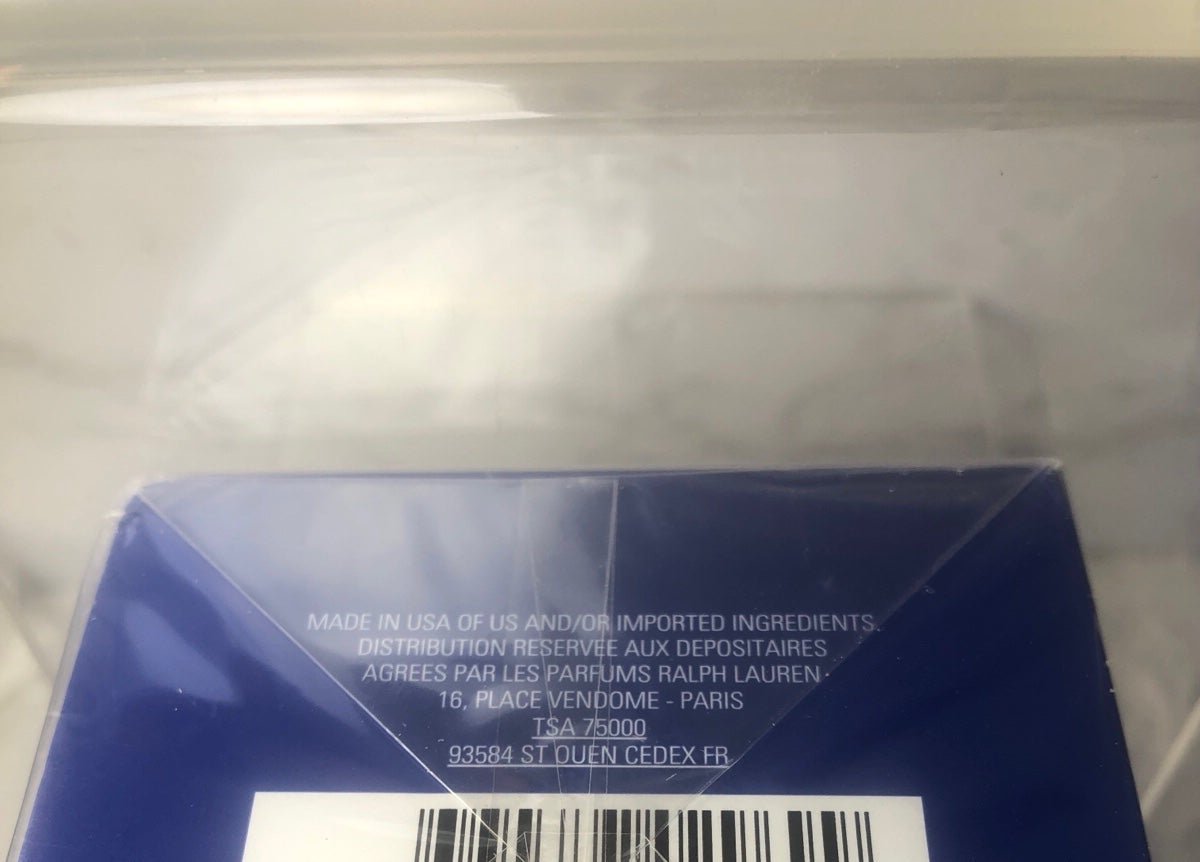 MADE IN USA OF US AND/OR IMPORTED INGREDIENTS.
DISTRIBUTION RESERVEE AUX DEPOSITAIRES
AGREES PAR LES PARFUMS RALPH LAUREN -
16, PLACE VENDOME - PARIS
TSA 75000
93584 ST OUEN CEDEX FR